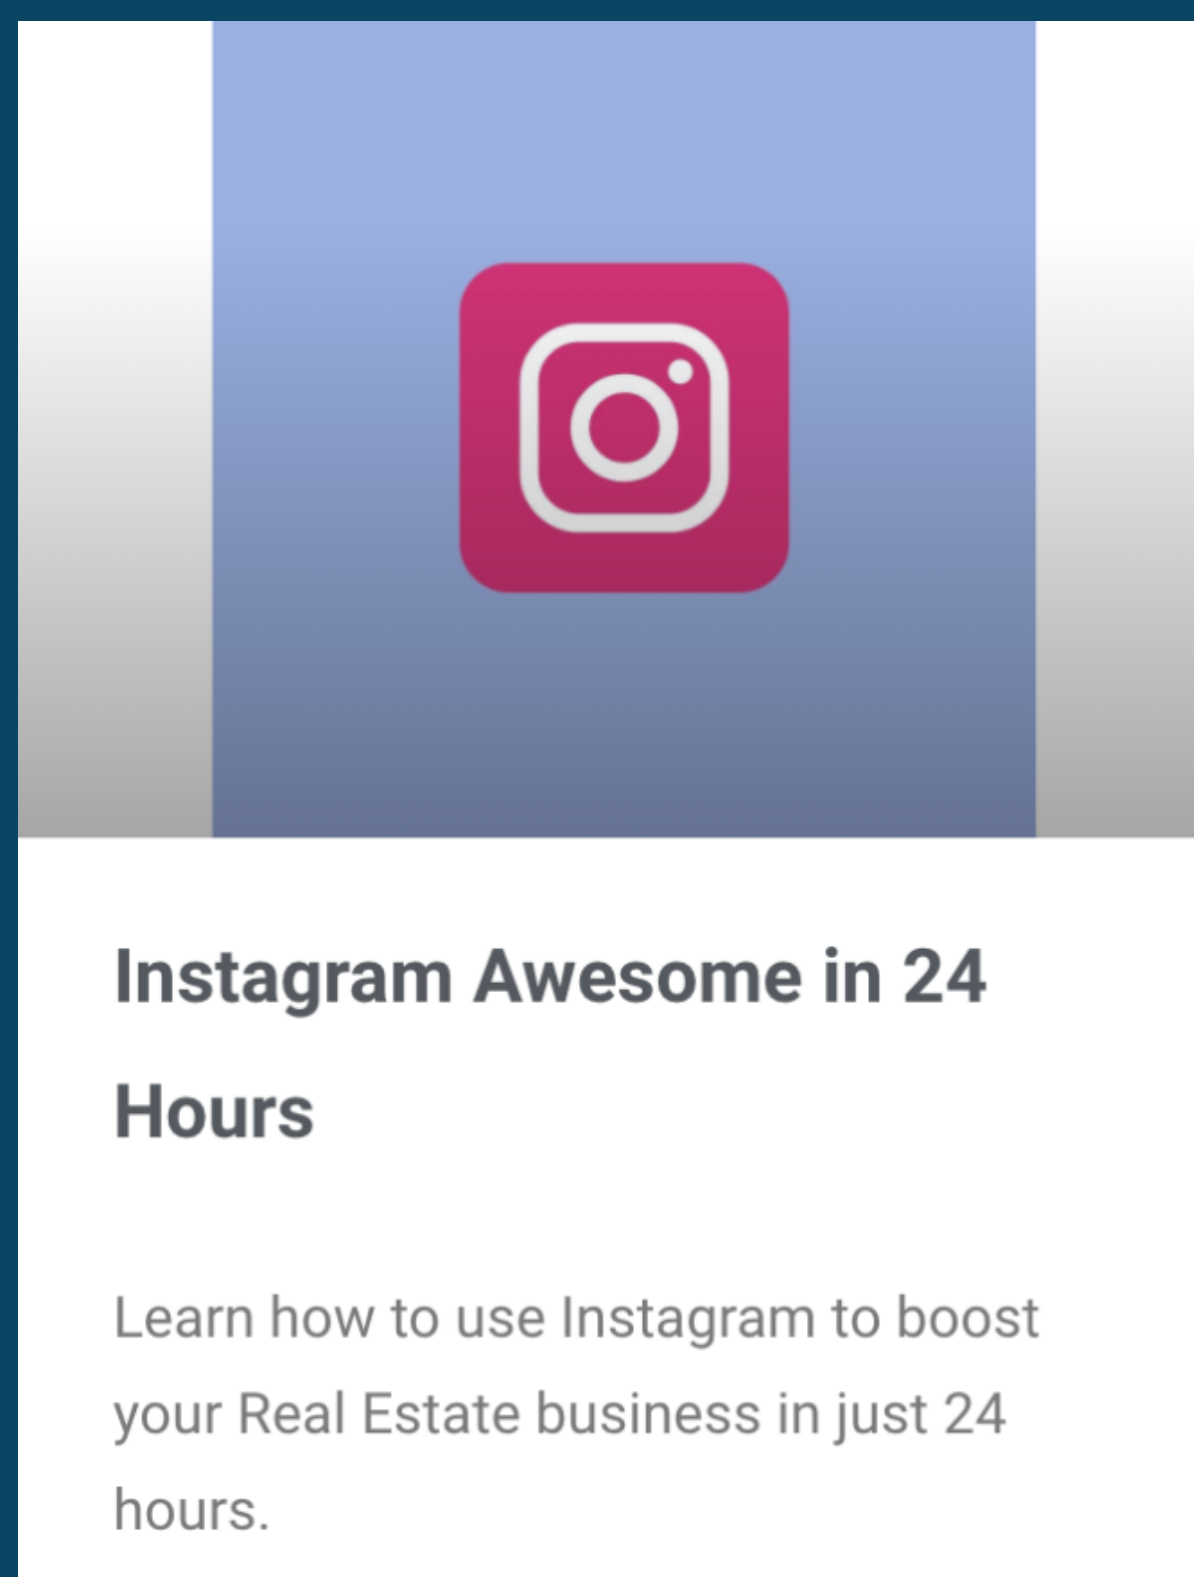 Instagram Awesome in 24
Hours
Learn how to use Instagram to boost
your Real Estate business in just 24
hours.